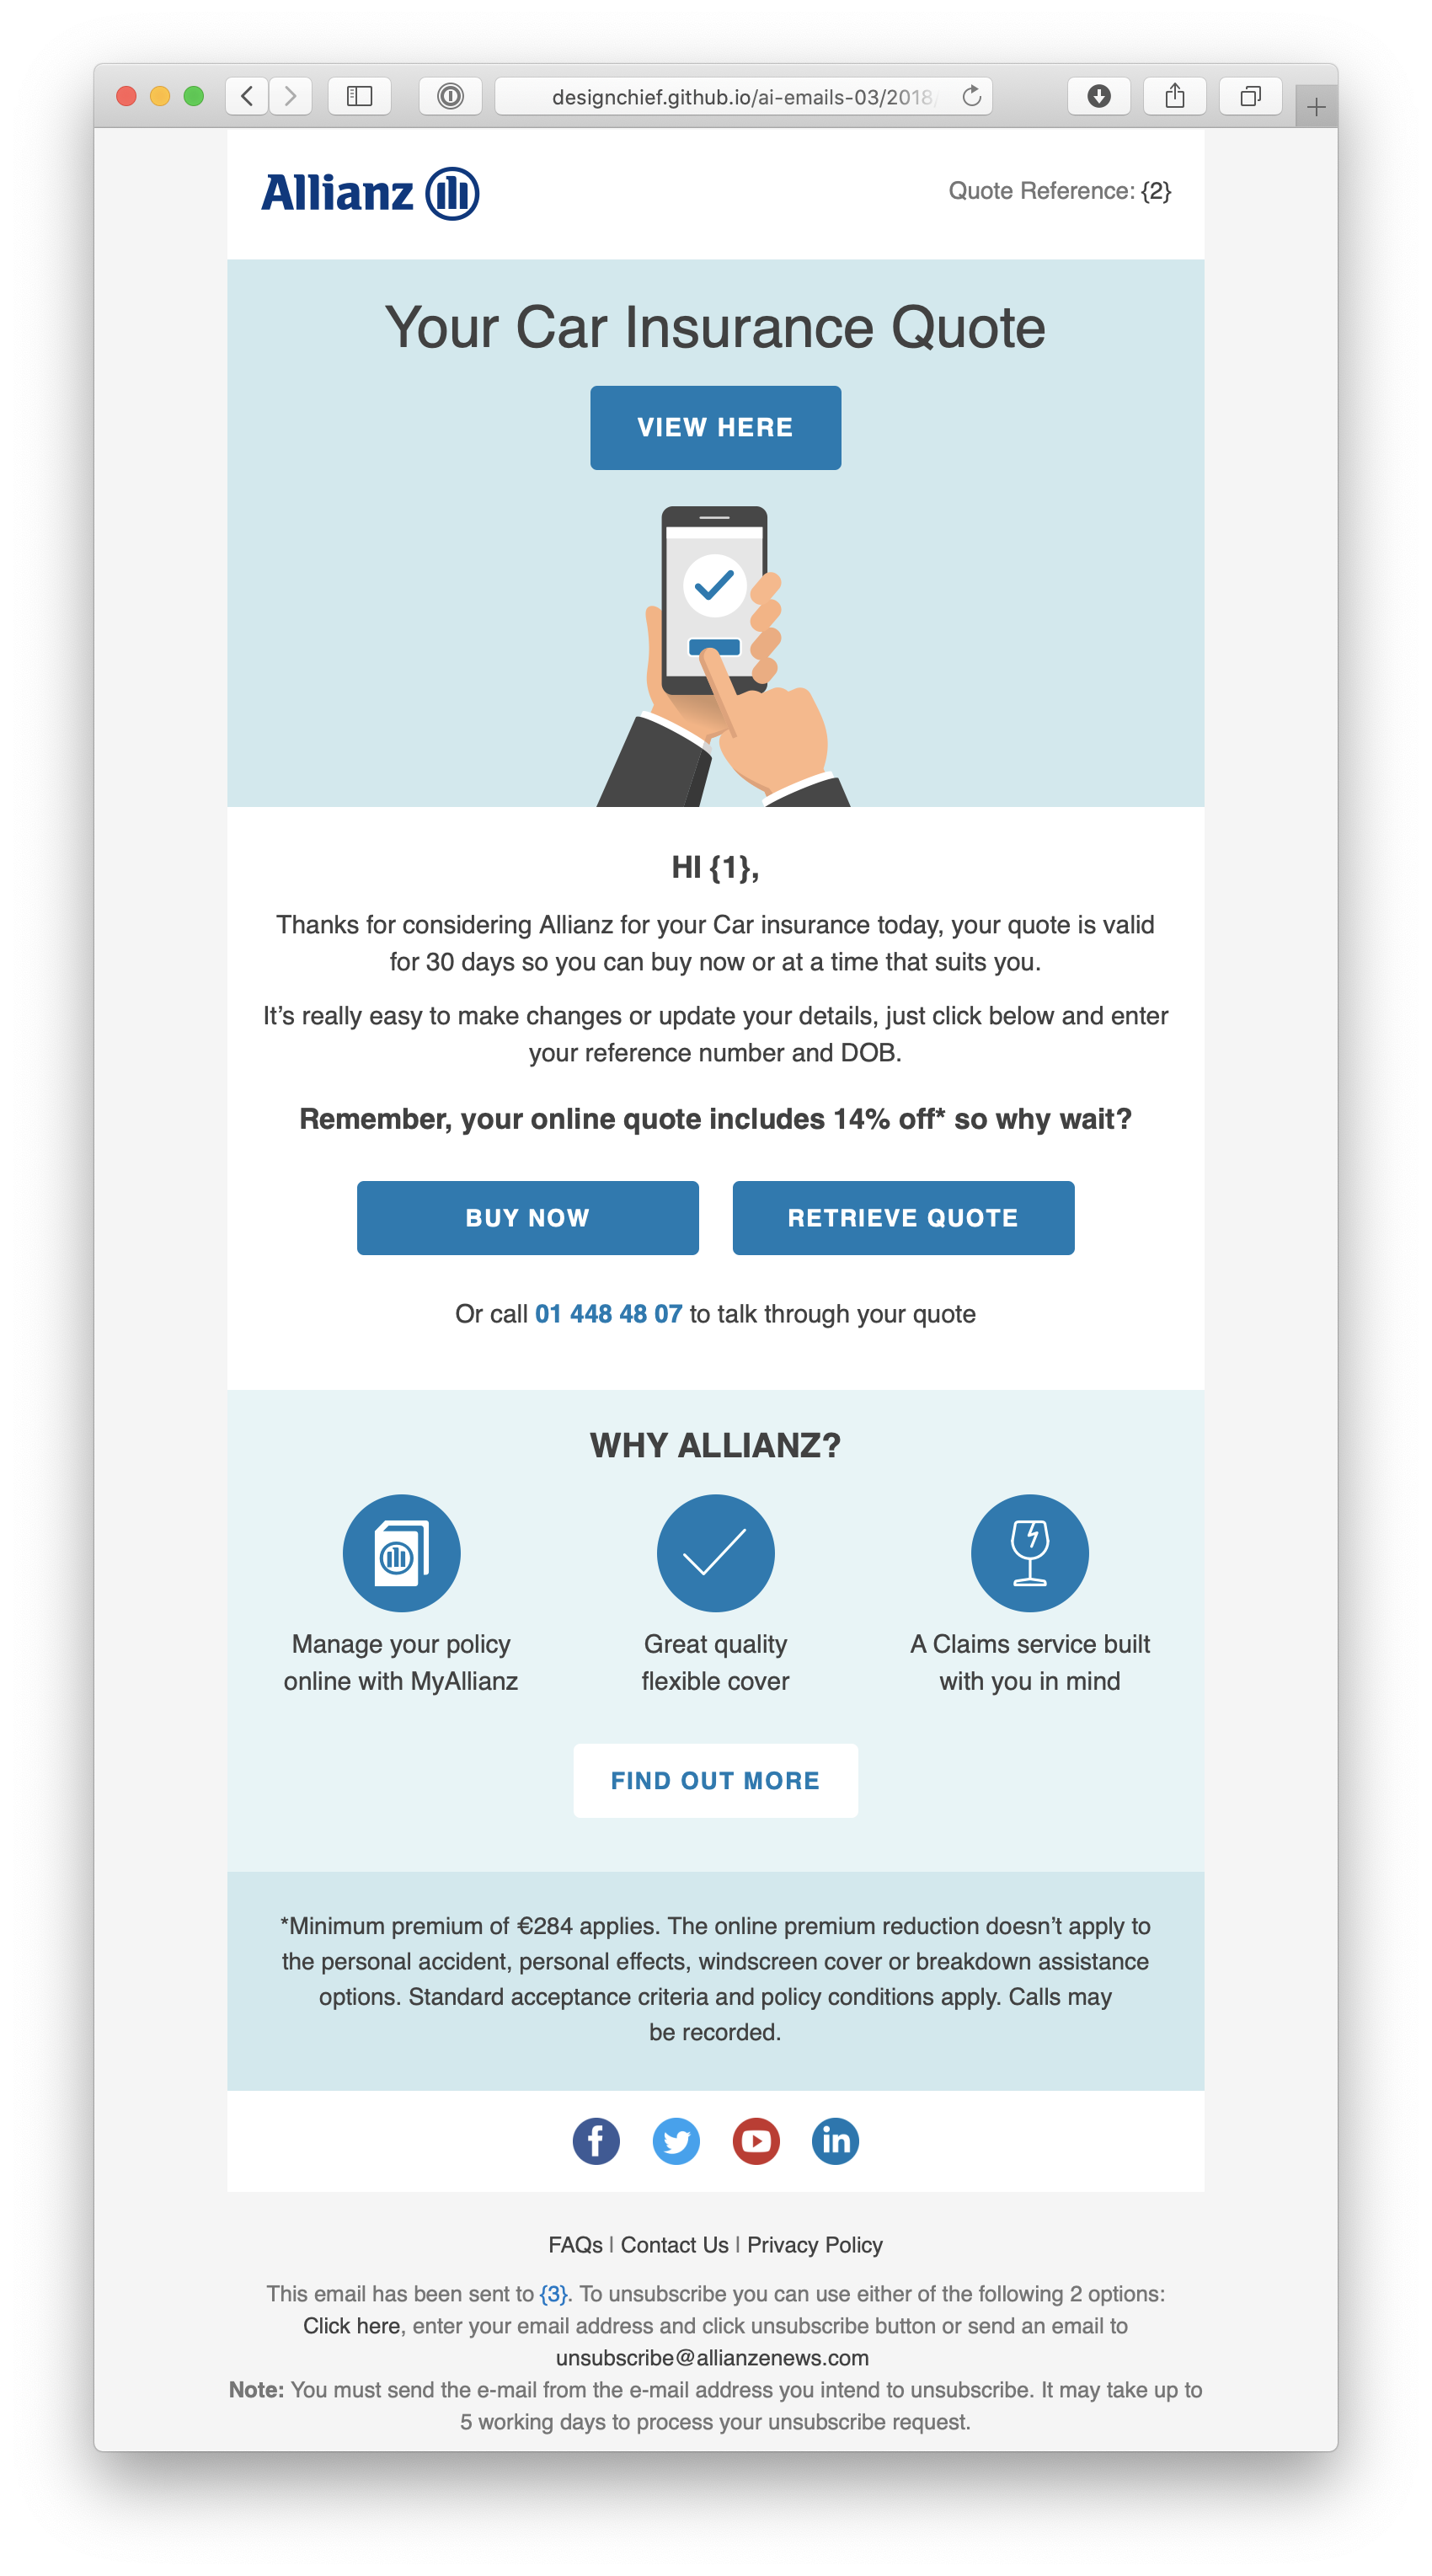 designchief.github.io/ai-emails-03/2018/
Allianz
Quote Reference: {2}
Your Car Insurance Quote
VIEW HERE
HI {1},
Thanks for considering Allianz for your Car insurance today, your quote is valid
for 30 days so you can buy now or at a time that suits you.
It’s really easy to make changes or update your details, just click below and enter
your reference number and DOB.
Remember, your online quote includes 14% off* so why wait?
BUY NOW
RETRIEVE QUOTE
Or call 01 448 48 07 to talk through your quote
WHY ALLIANZ?
Manage your policy
online with MyAllianz
Great quality
flexible cover
A Claims service built
with you in mind
FIND OUT MORE
*Minimum premium of €284 applies. The online premium reduction doesn’t apply to
the personal accident, personal effects, windscreen cover or breakdown assistance
options. Standard acceptance criteria and policy conditions apply. Calls may
be recorded.
f
in
FAQs | Contact Us | Privacy Policy
This email has been sent to {3}. To unsubscribe you can use either of the following 2 options:
Click here, enter your email address and click unsubscribe button or send an email to
unsubscribe@allianzenews.com
Note: You must send the e-mail from the e-mail address you intend to unsubscribe. It may take up to
5 working days to process your unsubscribe request.